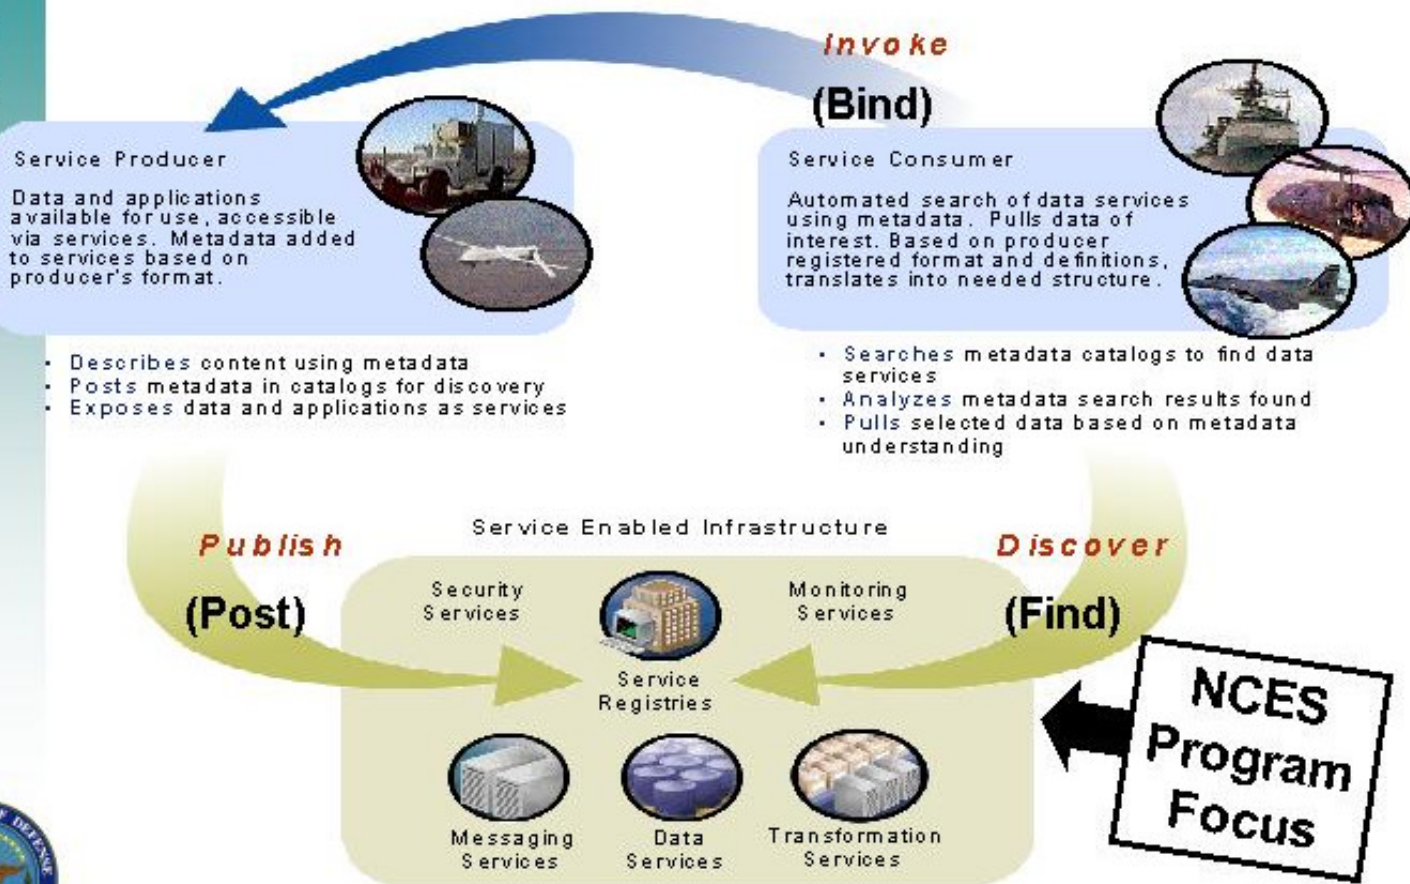 Invoke
(Bind)
Service Producer
Data and applications
available for use, accessible
via services. Metadata added
to services based on
producer's format.
Service Consumer
Automated search of data services
using metadata. Pulls data of
interest. Based on producer
registered format and definitions,
translates into needed structure.
• Describes content using metadata
• Posts metadata in catalogs for discovery
• Exposes data and applications as services
• Searches metadata catalogs to find data
services
• Analyzes metadata search results found
• Pulls selected data based on metadata
understanding
Service Enabled Infrastructure
Publish
(Post)
Discover
(Find)
Security
Services
Monitoring
Services
Service
Registries
Messaging
Services
Data
Services
Transformation
Services
NCES
Program
Focus
DEFENSE